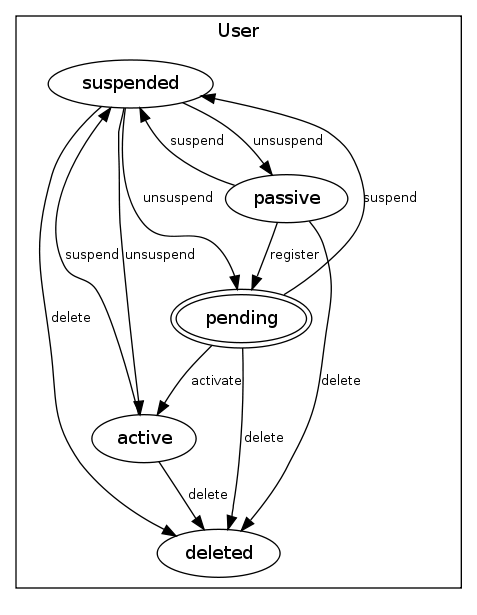 User
suspended
suspend
unsuspend
passive
unsuspend
suspend
suspend
unsuspend
register
pending
delete
activate
delete
active
delete
delete
deleted